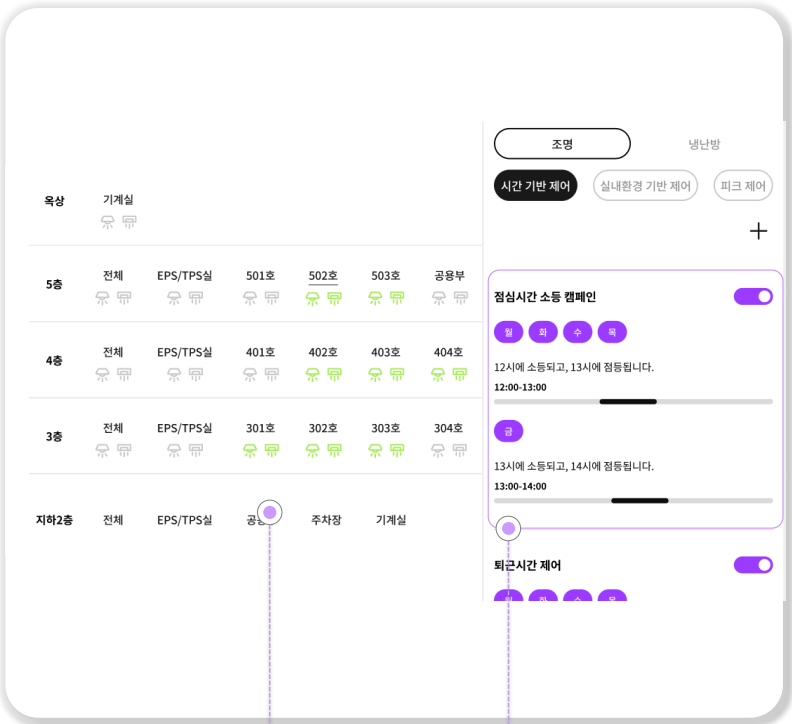 조명 냉난방
시간 기반 제어 실내환경 기반 제어 피크 제어
옥상 기계실
5층 전체 EPS/TPS실 501호 502호 503호 공용부
4층 전체 EPS/TPS실 401호 402호 403호 404호
3층 전체 EPS/TPS실 301호 302호 303호 304호
지하2층 전체 EPS/TPS실 주차장 기계실
점심시간 소등 캠페인
월 화 수 목
12시에 소등되고, 13시에 점등됩니다.
12:00-13:00
금
13시에 소등되고, 14시에 점등됩니다.
13:00-14:00
퇴근시간 제어
월 화 수 목